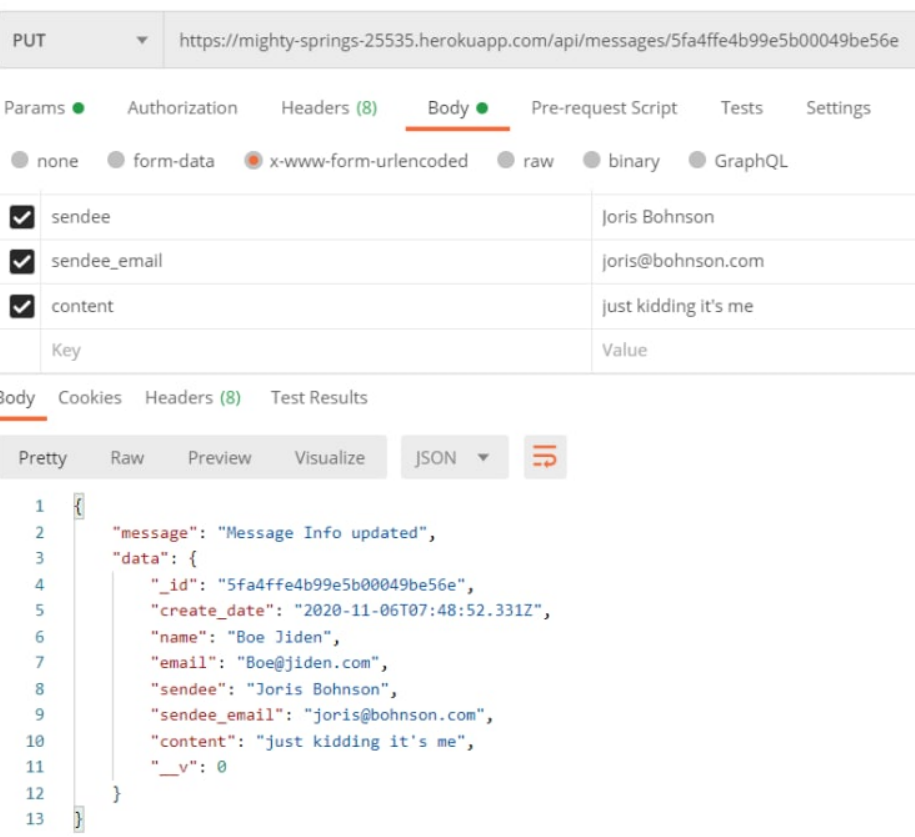 PUT https://mighty-springs-25535.herokuapp.com/api/messages/5fa4ffe4b99e5b00049be56e
Params Authorization Headers (8) Body Pre-request Script Tests Settings
none form-data x-www-form-urlencoded raw binary GraphQL
sendee Joris Bohnson
sendee_email joris@bohnson.com
content just kidding it's me
Key Value
Body Cookies Headers (8) Test Results
Pretty Raw Preview Visualize JSON
1 {
2 "message": "Message Info updated",
3 "data": {
4 "_id": "5fa4ffe4b99e5b00049be56e",
5 "create_date": "2020-11-06T07:48:52.331Z",
6 "name": "Boe Jiden",
7 "email": "Boe@jiden.com",
8 "sendee": "Joris Bohnson",
9 "sendee_email": "joris@bohnson.com",
10 "content": "just kidding it's me",
11 "__v": 0
12 }
13 }